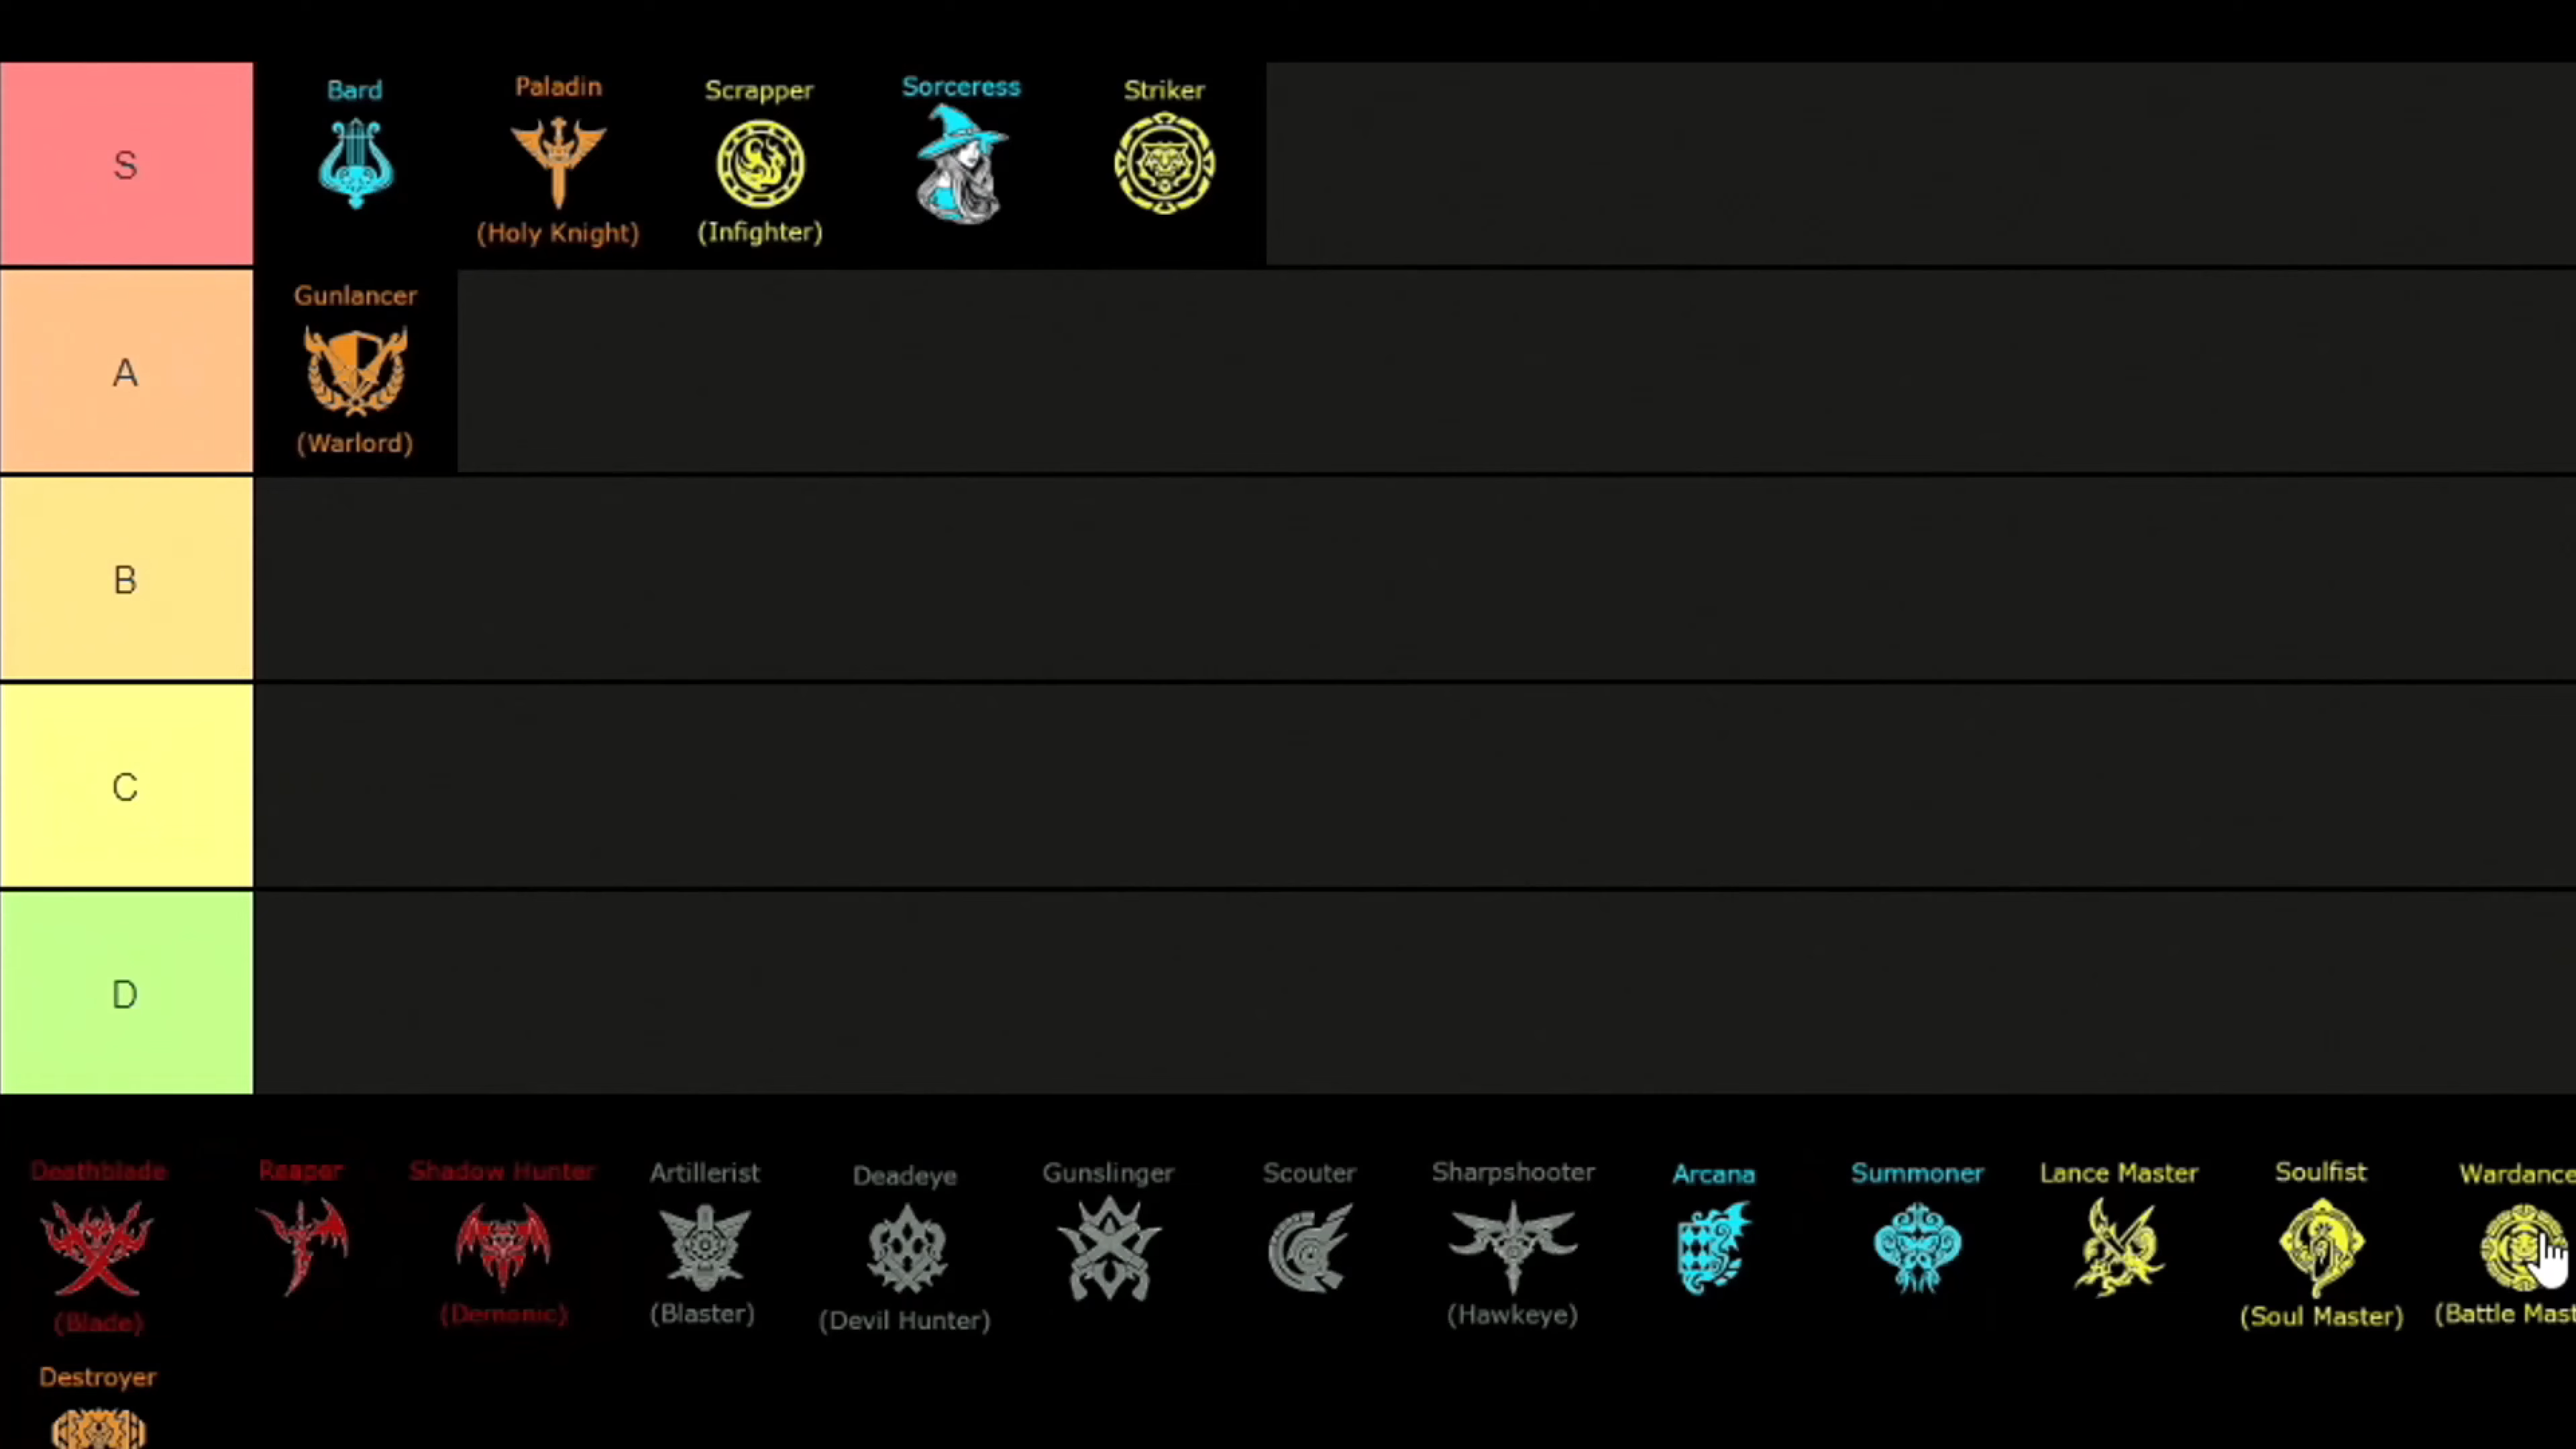 S
Bard
Paladin
(Holy Knight)
Scrapper
(Infighter)
Sorceress
Striker
A
Gunlancer
(Warlord)
B
C
D
Deathblade
(Blade)
Reaper
Shadow Hunter
(Demonic)
Artillerist
(Blaster)
Deadeye
(Devil Hunter)
Gunslinger
Scouter
Sharpshooter
(Hawkeye)
Arcana
Summoner
Lance Master
Soulfist
(Soul Master)
Wardance
(Battle Mast
Destroyer